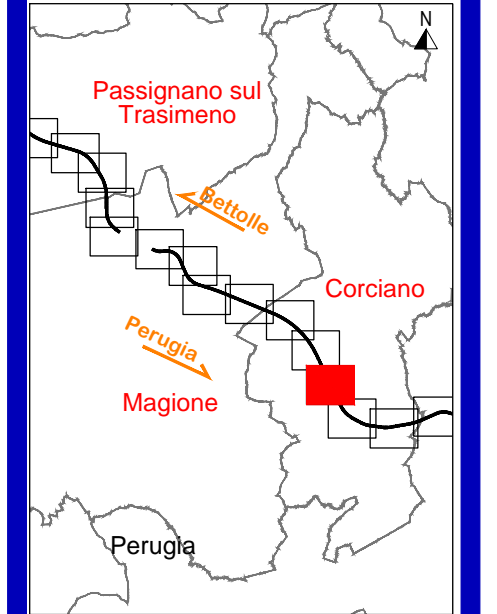 N
Passignano sul
Trasimeno
Bettolle
Corciano
Perugia
Magione
Perugia